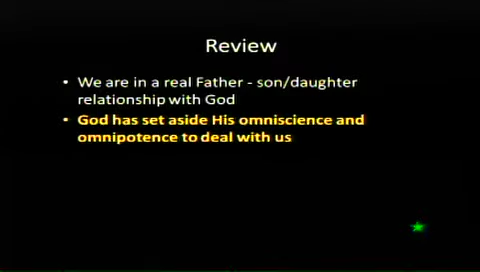 Review
• We are in a real Father - son/daughter
relationship with God
• God has set aside His omniscience and
omnipotence to deal with us